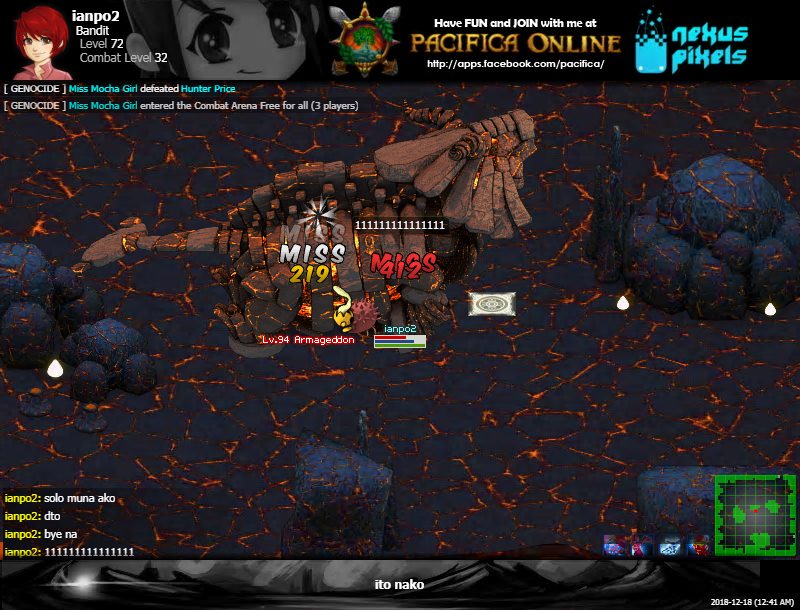 ianpo2
Bandit
Level 72
Combat Level 32
Have FUN and JOIN with me at
PACIFICA ONLINE
http://apps.facebook.com/pacifica/
nexus
pixels
[ GENOCIDE ] Miss Mocha Girl defeated Hunter Price
[ GENOCIDE ] Miss Mocha Girl entered the Combat Arena Free for all (3 players)
111111111111111
MISS
MISS
219
MISS
412
ianpo2
Lv.94 Armageddon
ianpo2: solo muna ako
ianpo2: dto
ianpo2: bye na
ianpo2: 111111111111111
ito nako
2018-12-18 (12:41 AM)